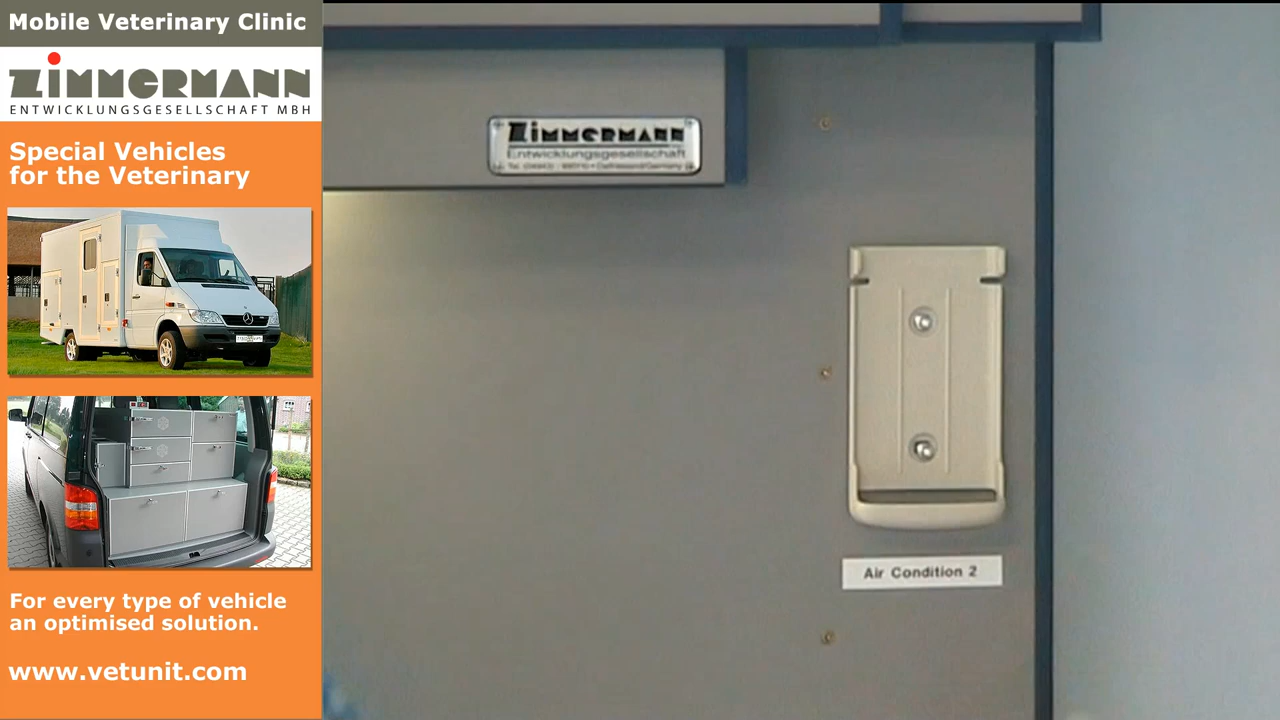 Mobile Veterinary Clinic
ZIMMERMANN
ENTWICKLUNGSGESELLSCHAFT MBH
Special Vehicles
for the Veterinary
For every type of vehicle
an optimised solution.
www.vetunit.com
ZIMMERMANN
Entwicklungsgesellschaft
Air Condition 2